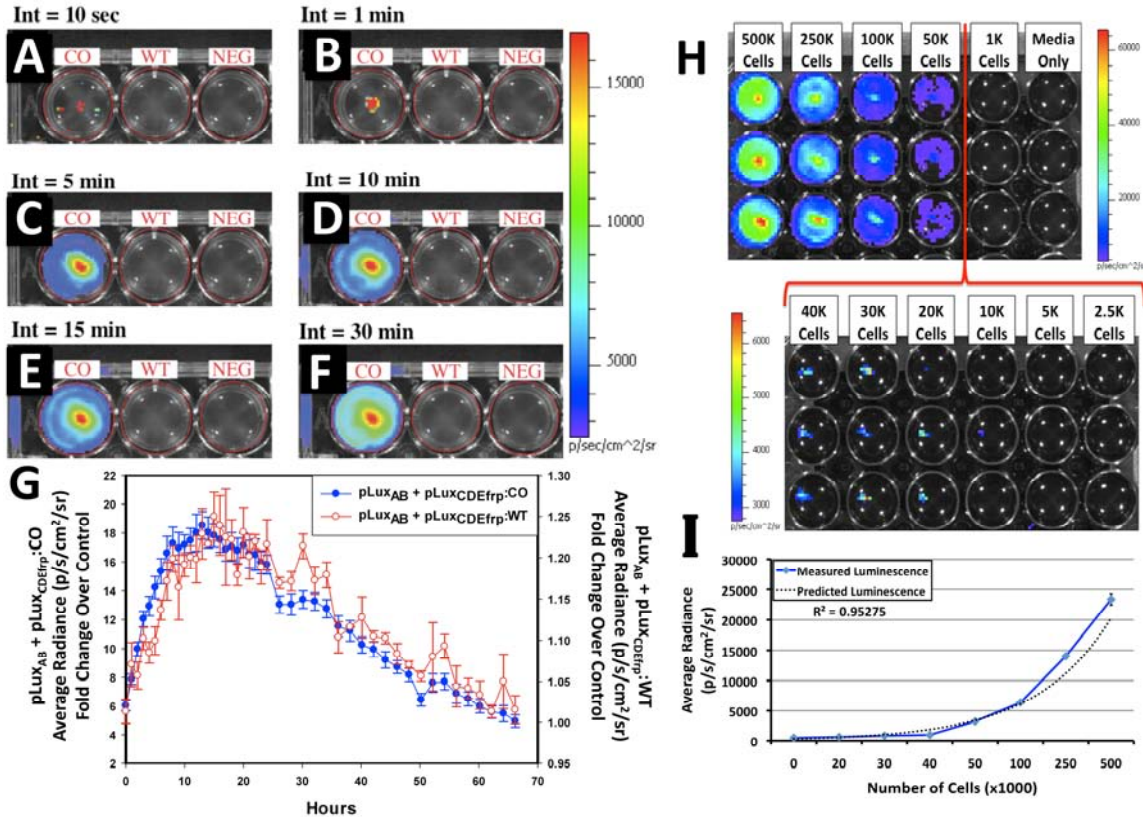 Int = 10 sec
A
CO
WT
NEG
Int = 1 min
B
CO
WT
NEG
Int = 5 min
C
CO
WT
NEG
Int = 10 min
D
CO
WT
NEG
Int = 15 min
E
CO
WT
NEG
Int = 30 min
F
CO
WT
NEG
15000
10000
5000
p/sec/cm^2/sr
G
pLuxAB + pLuxCDEfrp:CO
Average Radiance (p/s/cm²/sr)
Fold Change Over Control
22
20
18
16
14
12
10
8
6
4
2
pLuxAB + pLuxCDEfrp:CO
pLuxAB + pLuxCDEfrp:WT
1.30
1.25
1.20
1.15
1.10
1.05
1.00
0.95
pLuxAB + pLuxCDEfrp:WT
Average Radiance (p/s/cm²/sr)
Fold Change Over Control
0 10 20 30 40 50 60 70
Hours
H
500K Cells
250K Cells
100K Cells
50K Cells
1K Cells
Media Only
60000
40000
20000
p/sec/cm^2/sr
40K Cells
30K Cells
20K Cells
10K Cells
5K Cells
2.5K Cells
6000
5000
4000
3000
p/sec/cm^2/sr
I
Average Radiance
(p/s/cm²/sr)
30000
25000
20000
15000
10000
5000
0
Measured Luminescence
Predicted Luminescence
R² = 0.95275
0 20 30 40 50 100 250 500
Number of Cells (x1000)